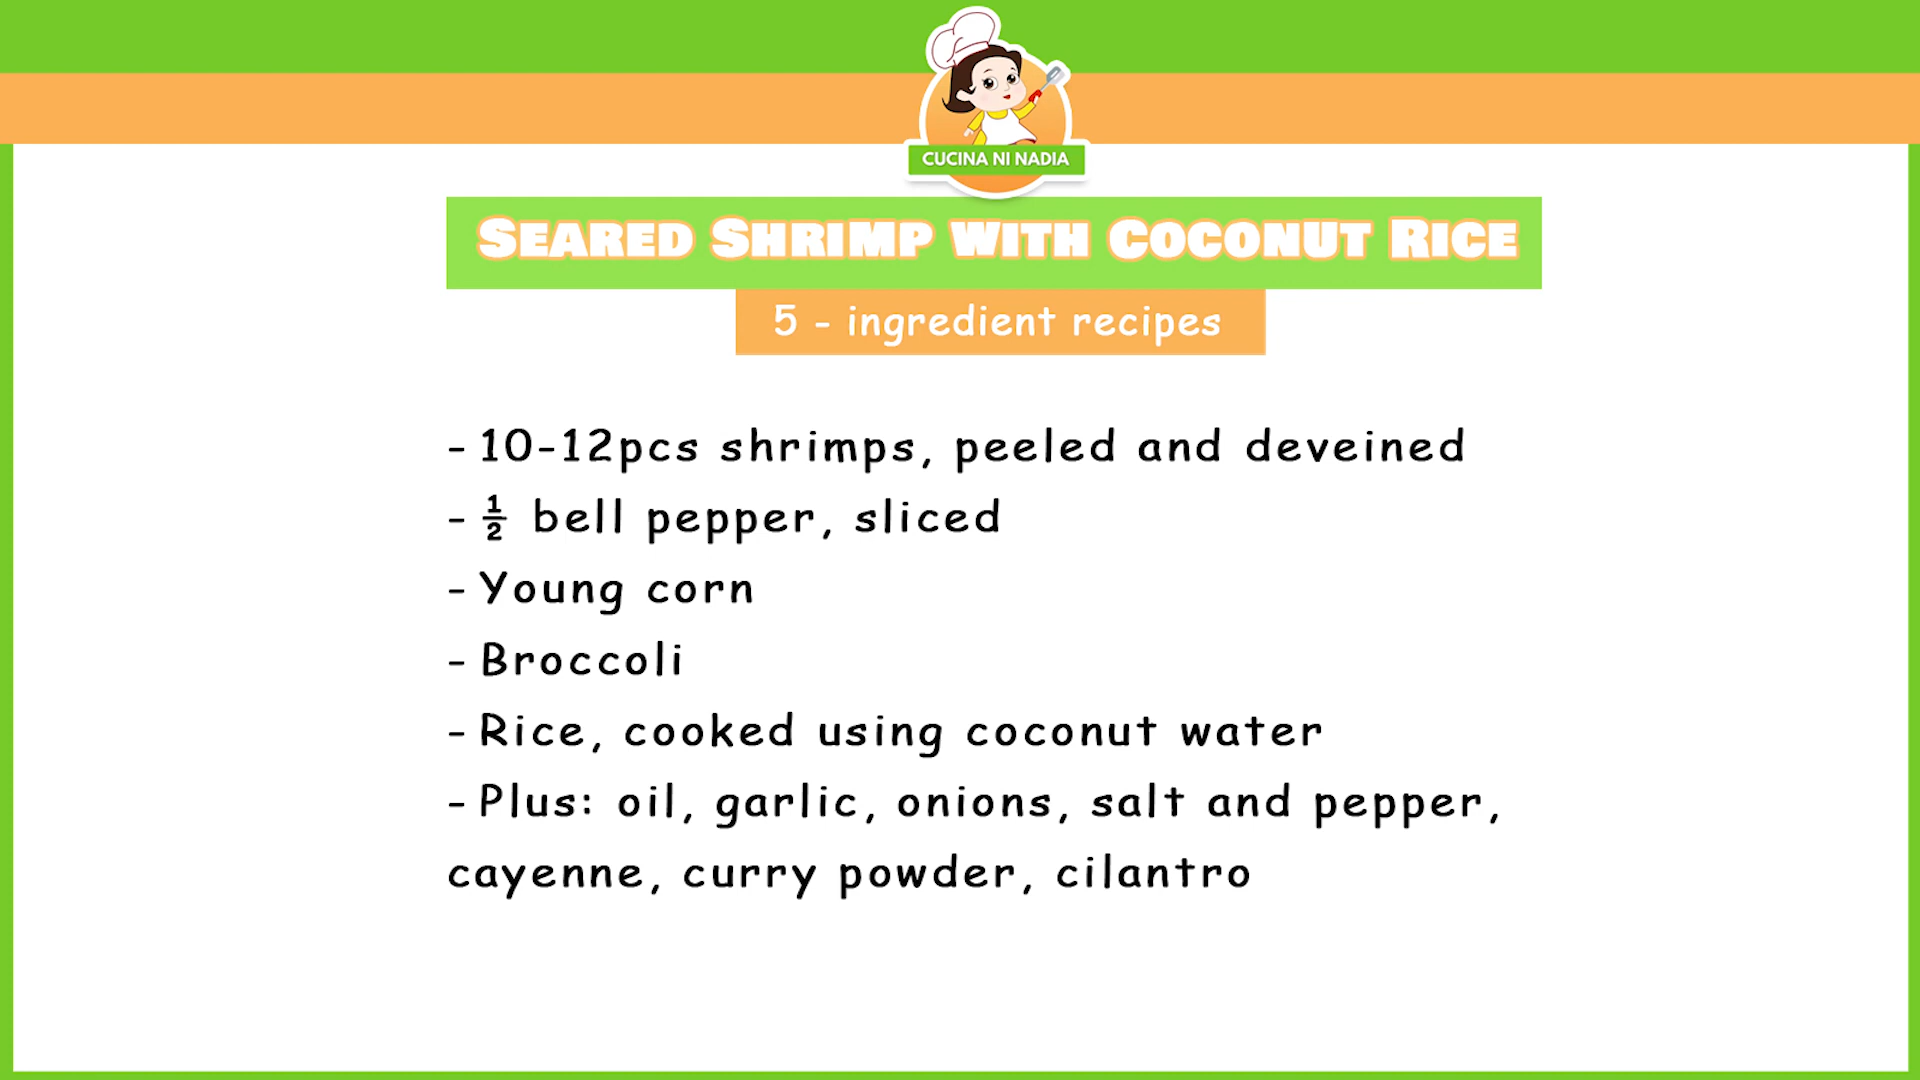 CUCINA NI NADIA
SEARED SHRIMP WITH COCONUT RICE
5 - ingredient recipes
- 10-12pcs shrimps, peeled and deveined
- ½ bell pepper, sliced
- Young corn
- Broccoli
- Rice, cooked using coconut water
- Plus: oil, garlic, onions, salt and pepper,
cayenne, curry powder, cilantro